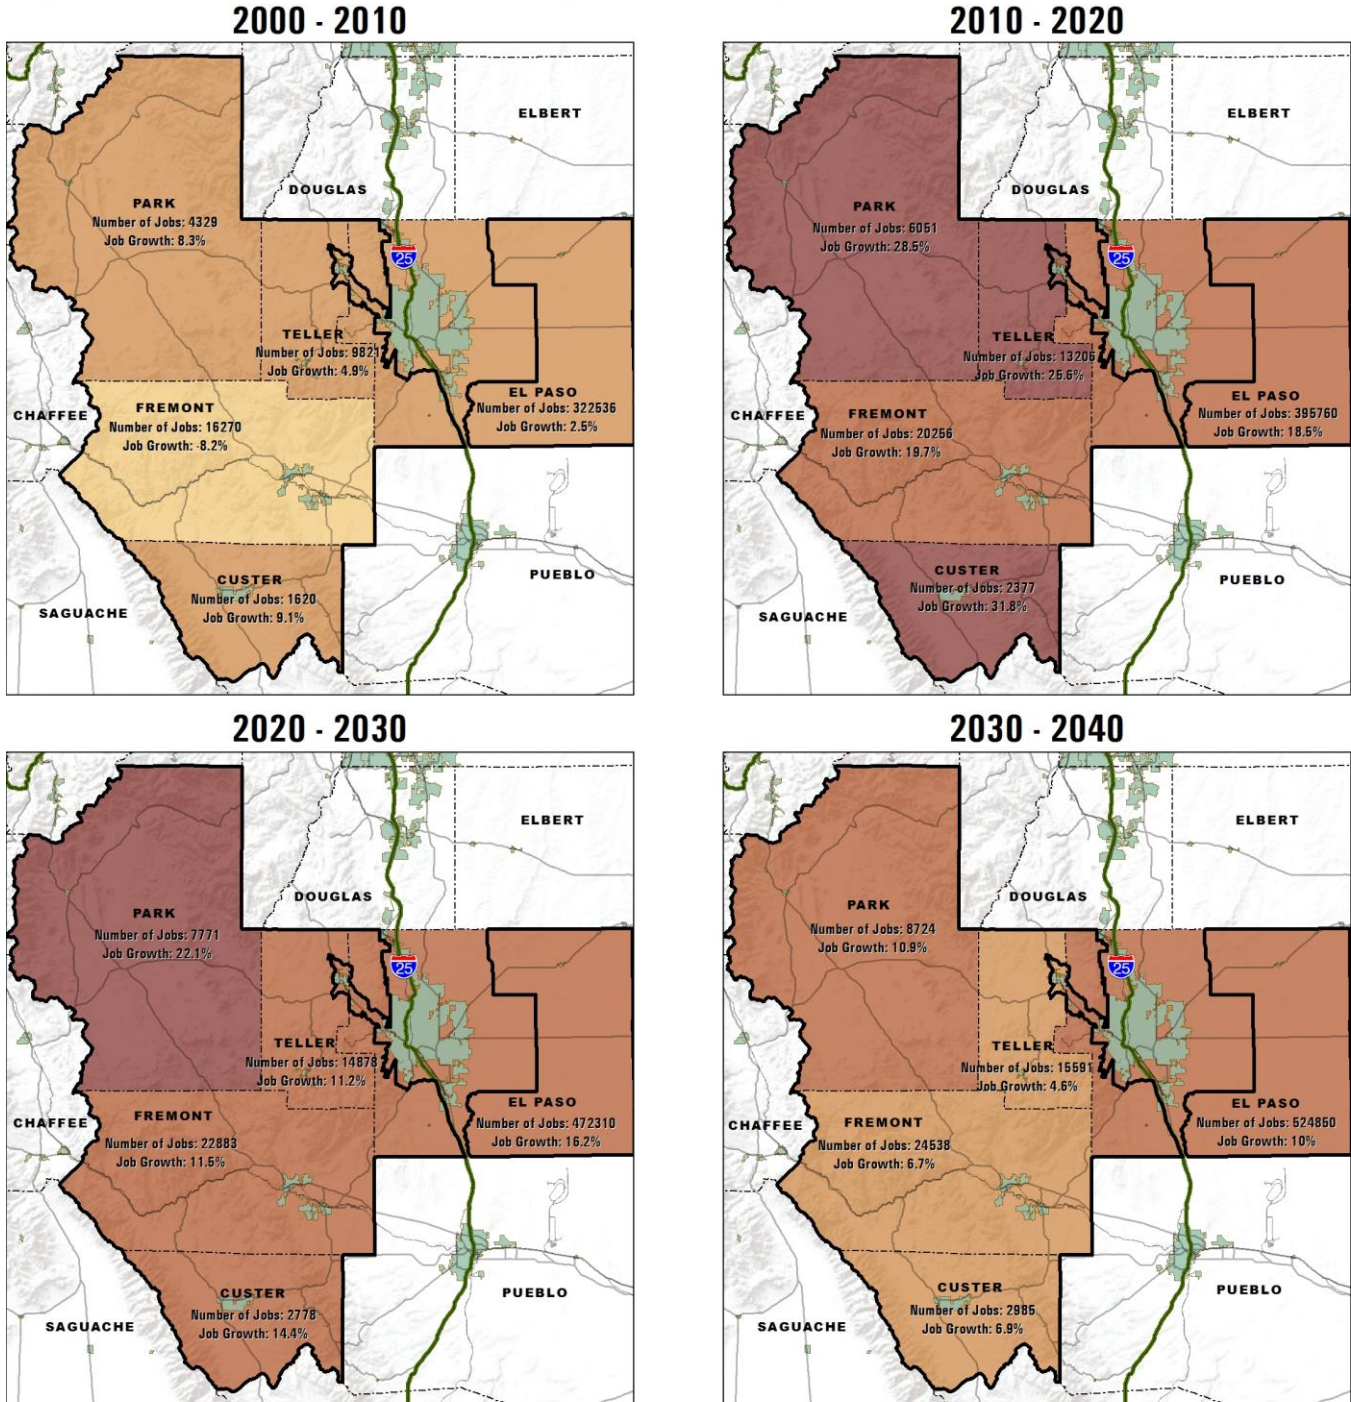 2000 - 2010
ELBERT
DOUGLAS
PARK
Number of Jobs: 4329
Job Growth: 8.3%
25
TELLER
Number of Jobs: 9821
Job Growth: 4.9%
EL PASO
Number of Jobs: 322536
Job Growth: 2.5%
CHAFFEE
FREMONT
Number of Jobs: 16270
Job Growth: -8.2%
CUSTER
Number of Jobs: 1620
Job Growth: 9.1%
SAGUACHE
PUEBLO
2010 - 2020
ELBERT
DOUGLAS
PARK
Number of Jobs: 6051
Job Growth: 28.5%
25
TELLER
Number of Jobs: 13206
Job Growth: 25.6%
EL PASO
Number of Jobs: 395760
Job Growth: 18.5%
CHAFFEE
FREMONT
Number of Jobs: 20256
Job Growth: 19.7%
CUSTER
Number of Jobs: 2377
Job Growth: 31.8%
SAGUACHE
PUEBLO
2020 - 2030
ELBERT
DOUGLAS
PARK
Number of Jobs: 7771
Job Growth: 22.1%
25
TELLER
Number of Jobs: 14878
Job Growth: 11.2%
EL PASO
Number of Jobs: 472310
Job Growth: 16.2%
CHAFFEE
FREMONT
Number of Jobs: 22883
Job Growth: 11.5%
CUSTER
Number of Jobs: 2778
Job Growth: 14.4%
SAGUACHE
PUEBLO
2030 - 2040
ELBERT
DOUGLAS
PARK
Number of Jobs: 8724
Job Growth: 10.9%
25
TELLER
Number of Jobs: 15591
Job Growth: 4.6%
EL PASO
Number of Jobs: 524850
Job Growth: 10%
CHAFFEE
FREMONT
Number of Jobs: 24538
Job Growth: 6.7%
CUSTER
Number of Jobs: 2985
Job Growth: 6.9%
SAGUACHE
PUEBLO